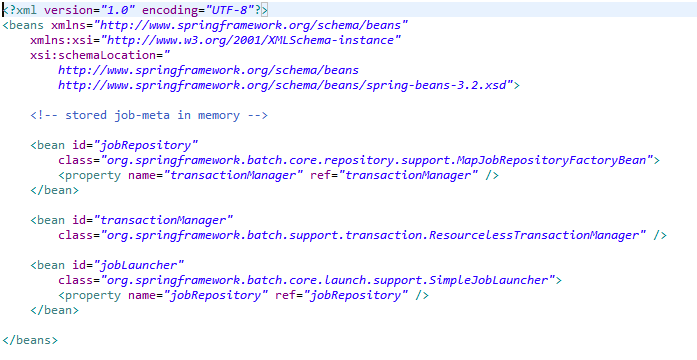 <?xml version="1.0" encoding="UTF-8"?>
<beans xmlns="http://www.springframework.org/schema/beans"
xmlns:xsi="http://www.w3.org/2001/XMLSchema-instance"
xsi:schemaLocation="
http://www.springframework.org/schema/beans
http://www.springframework.org/schema/beans/spring-beans-3.2.xsd">
<!-- stored job-meta in memory -->
<bean id="jobRepository"
class="org.springframework.batch.core.repository.support.MapJobRepositoryFactoryBean">
<property name="transactionManager" ref="transactionManager" />
</bean>
<bean id="transactionManager"
class="org.springframework.batch.support.transaction.ResourcelessTransactionManager" />
<bean id="jobLauncher"
class="org.springframework.batch.core.launch.support.SimpleJobLauncher">
<property name="jobRepository" ref="jobRepository" />
</bean>
</beans>